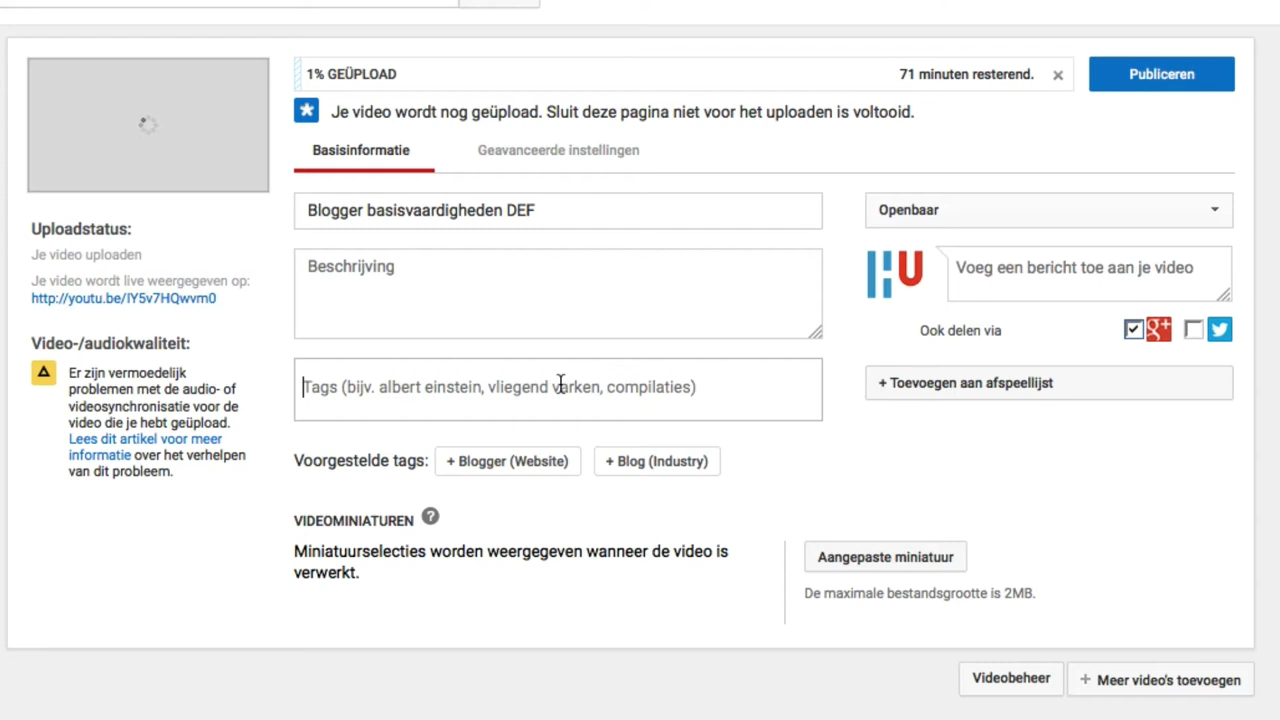 1% GEÜPLOAD
71 minuten resterend.
Publiceren
Je video wordt nog geüpload. Sluit deze pagina niet voor het uploaden is voltooid.
Basisinformatie
Geavanceerde instellingen
Blogger basisvaardigheden DEF
Openbaar
Uploadstatus:
Je video uploaden
Je video wordt live weergegeven op:
http://youtu.be/IY5v7HQwvm0
Beschrijving
HU
Voeg een bericht toe aan je video
Ook delen via
g+
Video-/audiokwaliteit:
Er zijn vermoedelijk
problemen met de audio- of
videosynchronisatie voor de
video die je hebt geüpload.
Lees dit artikel voor meer
informatie over het verhelpen
van dit probleem.
Tags (bijv. albert einstein, vliegend varken, compilaties)
+ Toevoegen aan afspeellijst
Voorgestelde tags:
+ Blogger (Website)
+ Blog (Industry)
VIDEOMINIATUREN ?
Miniatuurselecties worden weergegeven wanneer de video is
verwerkt.
Aangepaste miniatuur
De maximale bestandsgrootte is 2MB.
Videobeheer
+ Meer video's toevoegen